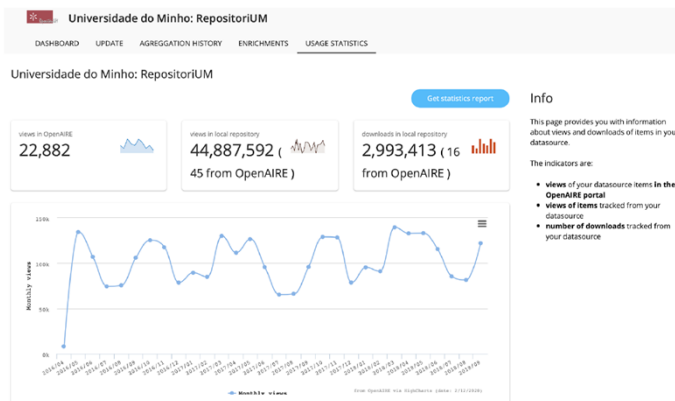 Universidade do Minho: RepositoriUM
DASHBOARD UPDATE AGREGGATION HISTORY ENRICHMENTS USAGE STATISTICS
Universidade do Minho: RepositoriUM
Get statistics report
views in OpenAIRE
22,882
views in local repository
44,887,592 (
45 from OpenAIRE )
downloads in local repository
2,993,413 ( 16
from OpenAIRE )
Info
This page provides you with information
about views and downloads of items in you
datasource.
The indicators are:
• views of your datasource items in the
OpenAIRE portal
• views of items tracked from your
datasource
• number of downloads tracked from
your datasource
100k
50k
0k
Monthly views
Monthly views